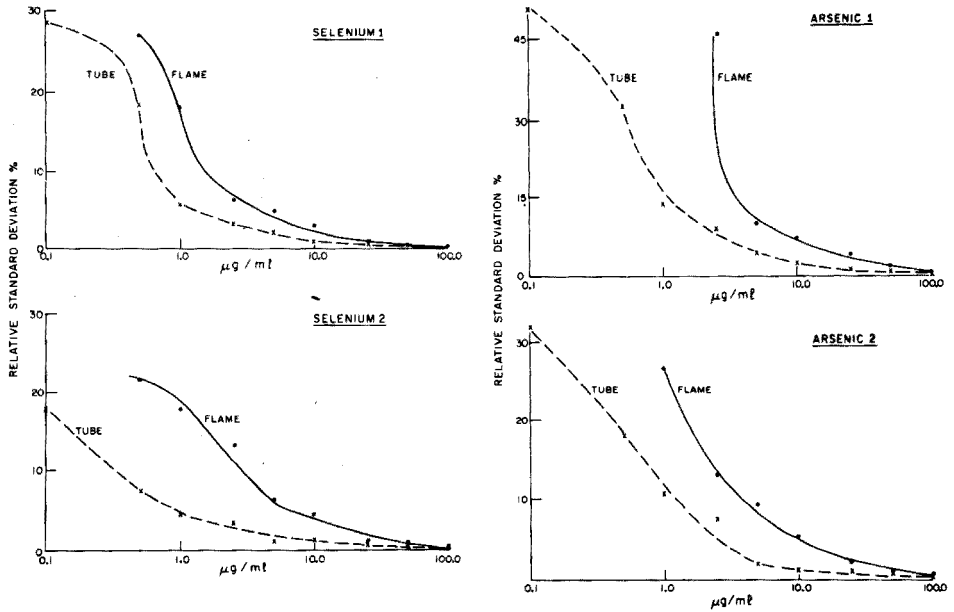 RELATIVE STANDARD DEVIATION %
SELENIUM 1
30
20
10
0
TUBE
FLAME
0.1
1.0
10.0
100.0
µg / ml
SELENIUM 2
30
20
10
0
TUBE
FLAME
0.1
1.0
10.0
100.0
µg / ml
RELATIVE STANDARD DEVIATION %
ARSENIC 1
45
30
15
0
TUBE
FLAME
0.1
1.0
10.0
100.0
µg/ml
ARSENIC 2
30
20
10
0
TUBE
FLAME
0.1
1.0
10.0
100.0
µg/ml